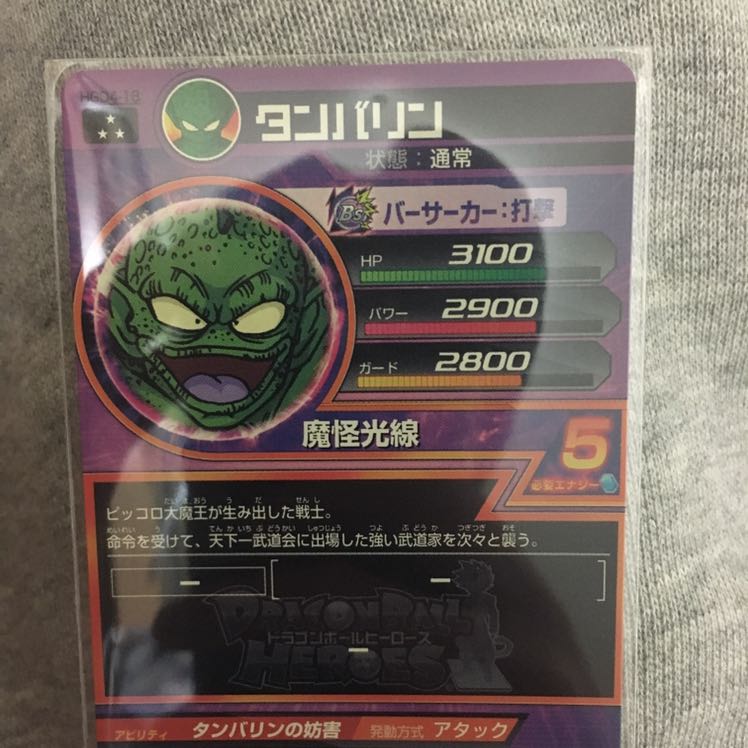 HGD4-18
タンバリン
状態：通常
Bs バーサーカー：打撃
HP 3100
パワー 2900
ガード 2800
魔怪光線
5
必要エナジー
ピッコロ大魔王が生み出した戦士。
命令を受けて、天下一武道会に出場した強い武道家を次々と襲う。
ー
ー
DRAGONBALL
ドラゴンボールヒーローズ
HEROES
ー
アビリティ タンバリンの妨害 発動方式 アタック